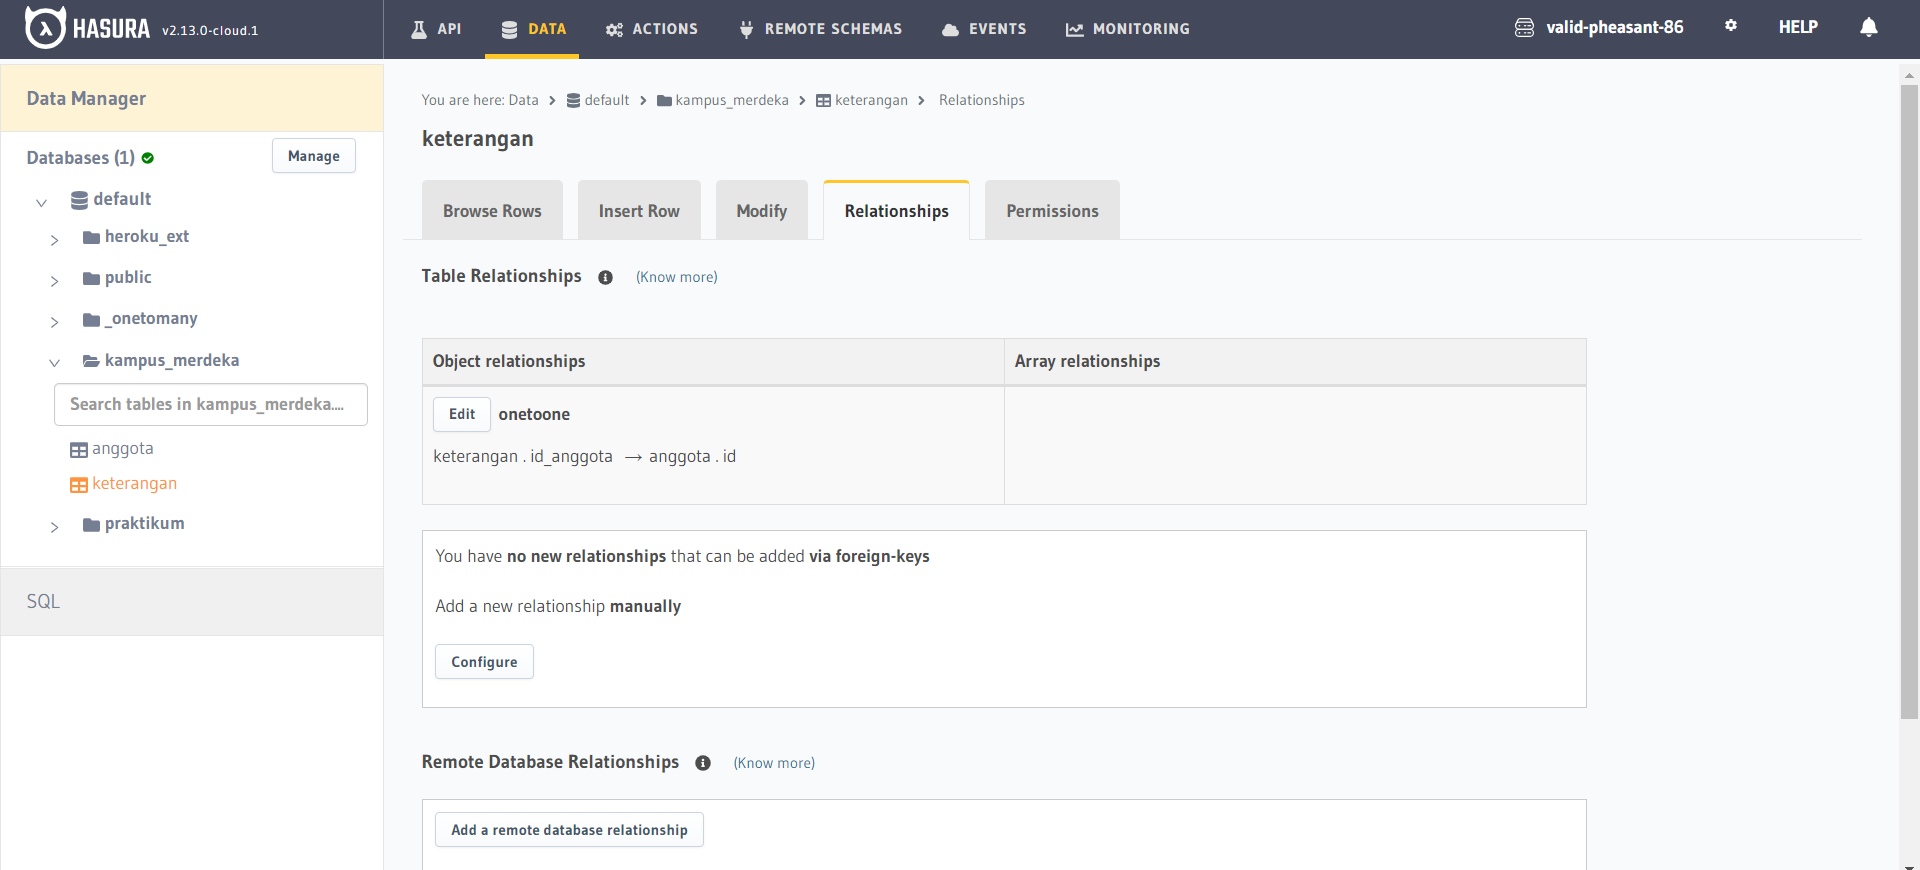 HASURA v2.13.0-cloud.1 API DATA ACTIONS REMOTE SCHEMAS EVENTS MONITORING valid-pheasant-86 HELP
Data Manager
Databases (1) Manage
default
heroku_ext
public
_onetomany
kampus_merdeka
Search tables in kampus_merdeka....
anggota
keterangan
praktikum
SQL
You are here: Data > default > kampus_merdeka > keterangan > Relationships
keterangan
Browse Rows Insert Row Modify Relationships Permissions
Table Relationships (Know more)
Object relationships Array relationships
Edit onetoone
keterangan . id_anggota → anggota . id
You have no new relationships that can be added via foreign-keys
Add a new relationship manually
Configure
Remote Database Relationships (Know more)
Add a remote database relationship